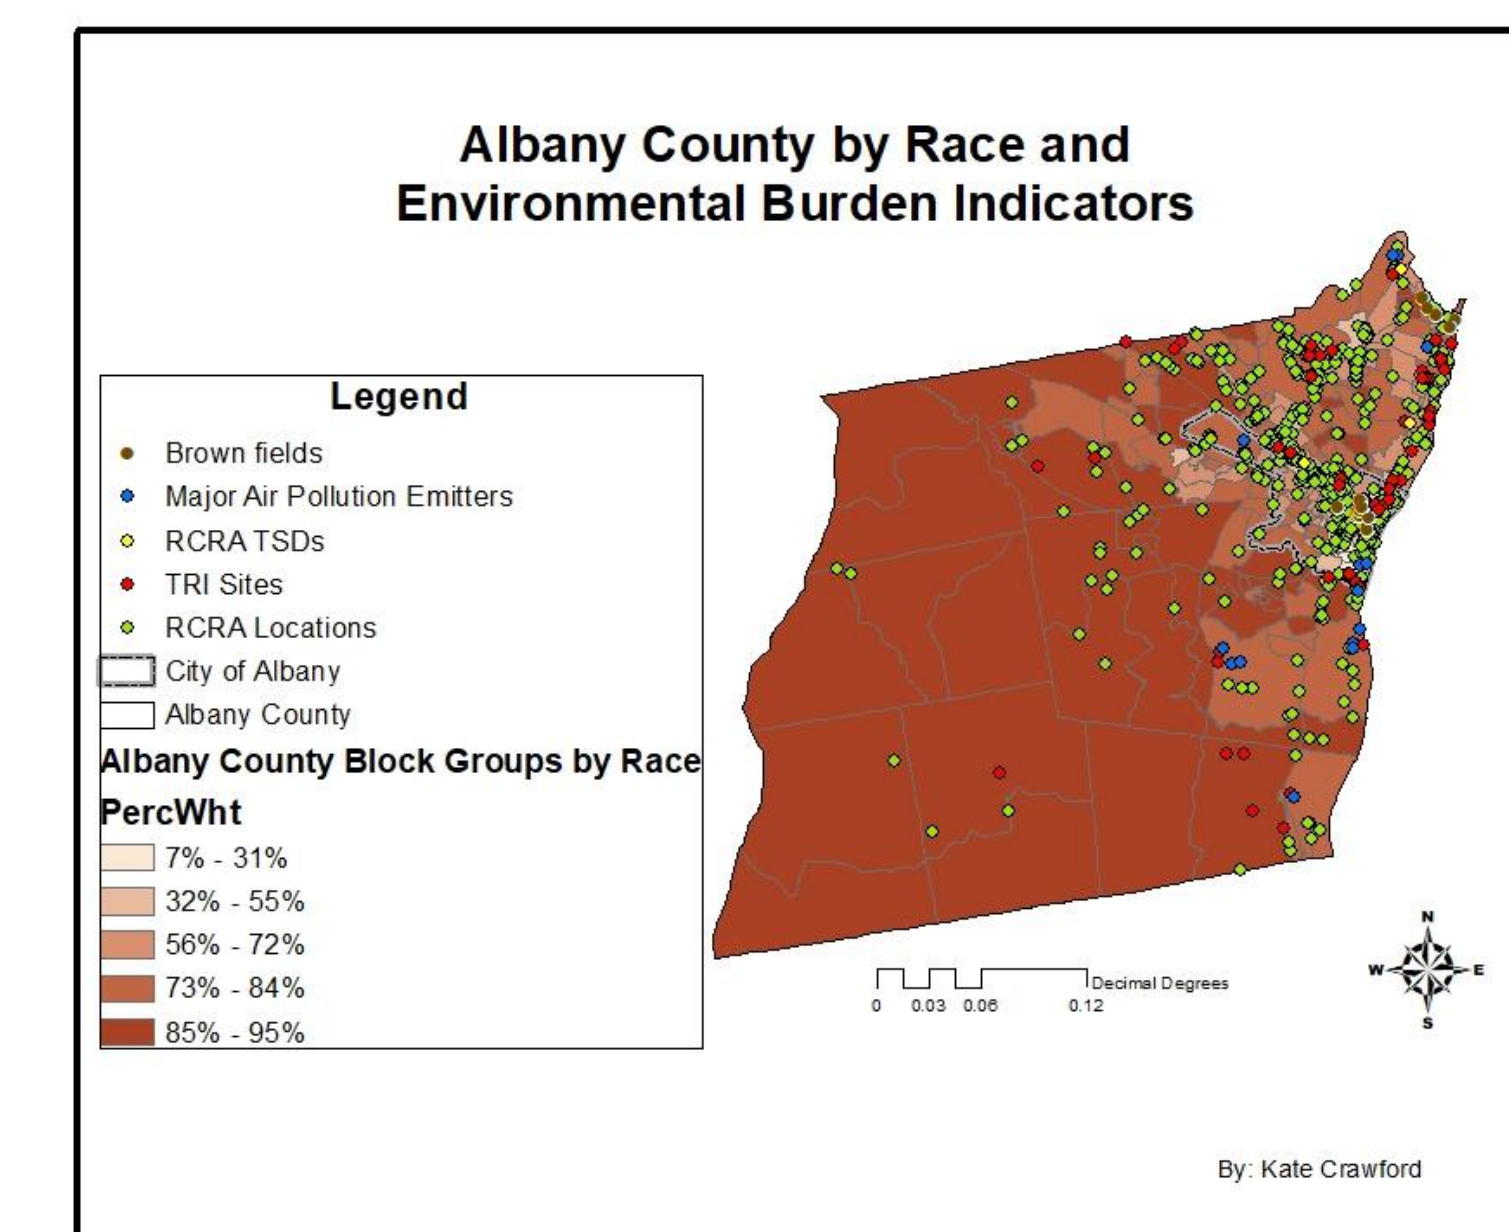 Albany County by Race and
Environmental Burden Indicators
Legend
Brown fields
Major Air Pollution Emitters
RCRA TSDs
TRI Sites
RCRA Locations
City of Albany
Albany County
Albany County Block Groups by Race
PercWht
7% - 31%
32% - 55%
56% - 72%
73% - 84%
85% - 95%
N
W E
S
Decimal Degrees
0 0.03 0.06 0.12
By: Kate Crawford